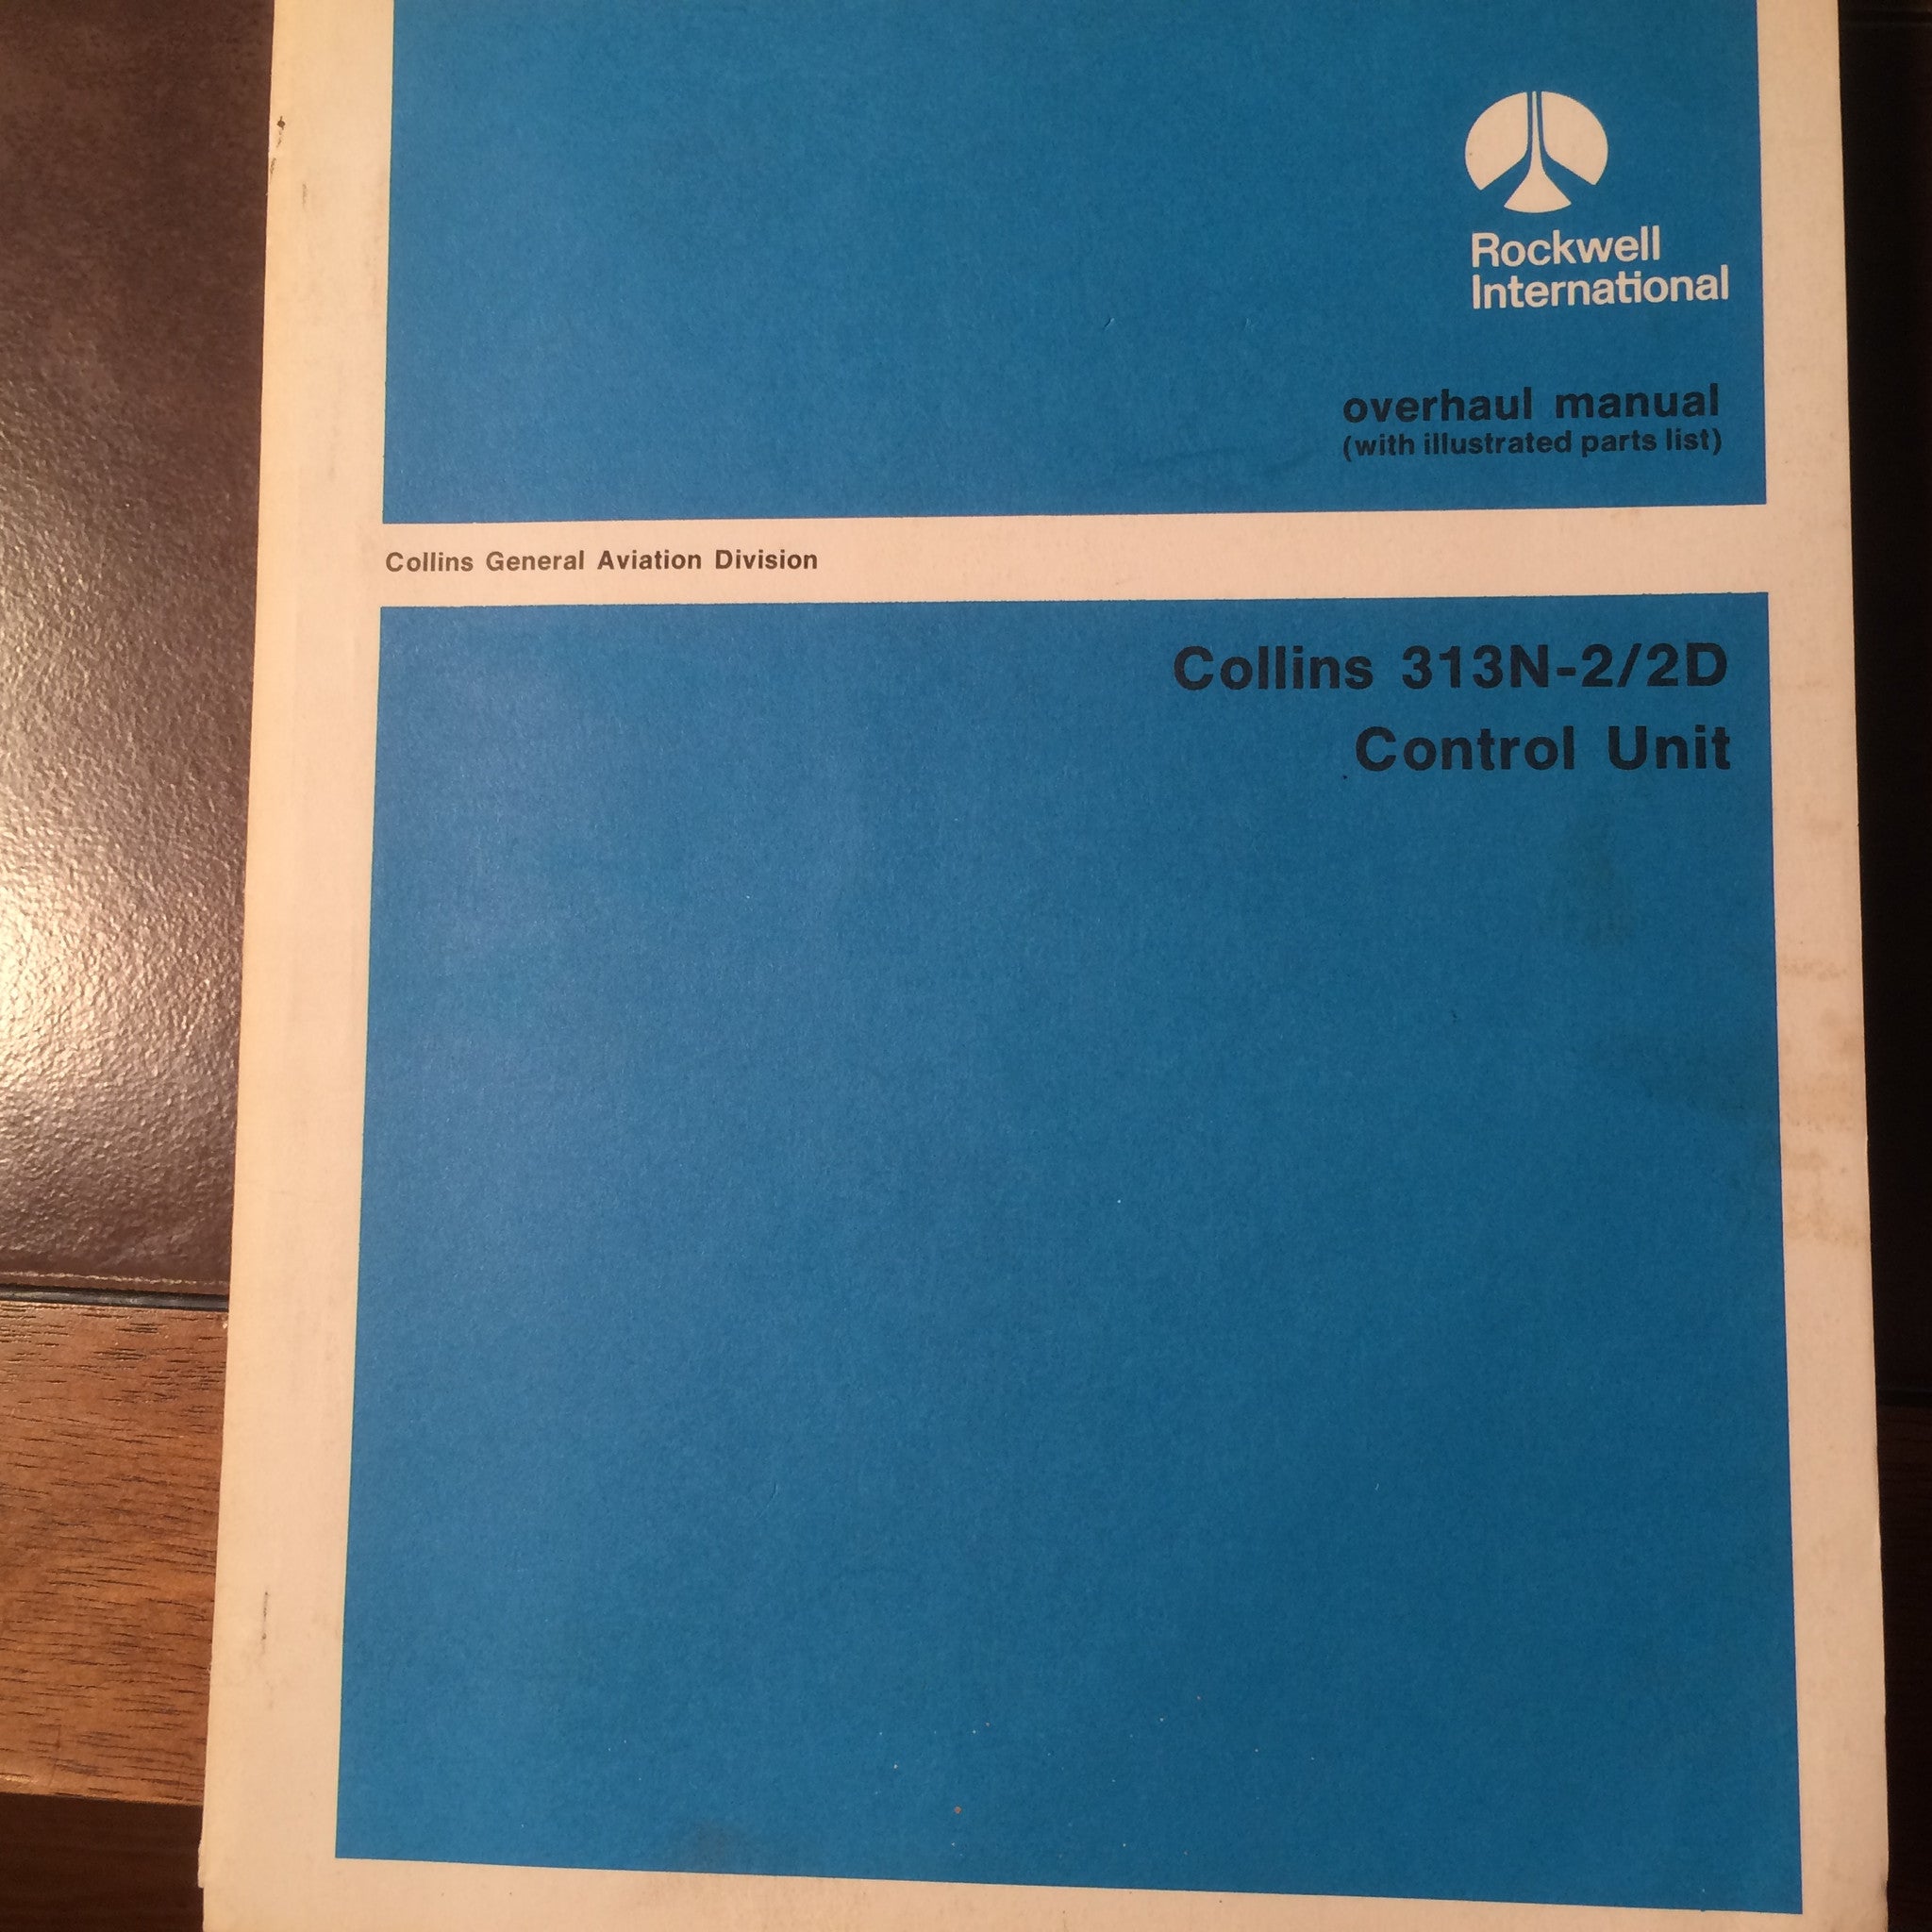 Rockwell
International
overhaul manual
(with illustrated parts list)
Collins General Aviation Division
Collins 313N-2/2D
Control Unit